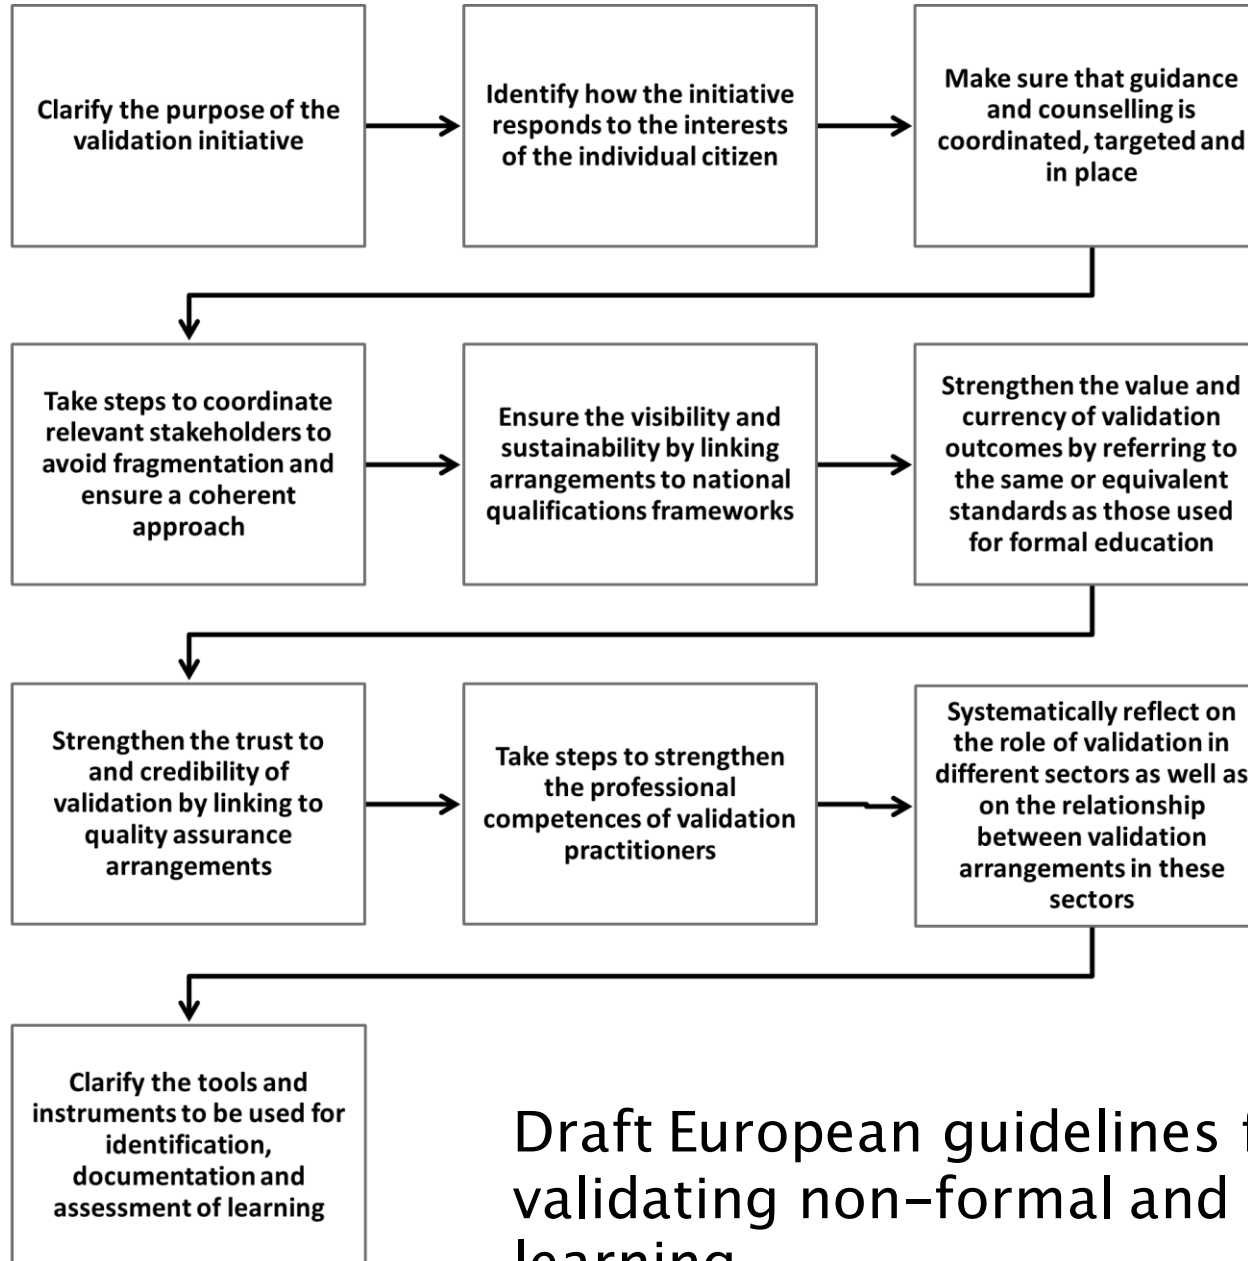 Clarify the purpose of the
validation initiative
Identify how the initiative
responds to the interests
of the individual citizen
Make sure that guidance
and counselling is
coordinated, targeted and
in place
Take steps to coordinate
relevant stakeholders to
avoid fragmentation and
ensure a coherent
approach
Ensure the visibility and
sustainability by linking
arrangements to national
qualifications frameworks
Strengthen the value and
currency of validation
outcomes by referring to
the same or equivalent
standards as those used
for formal education
Strengthen the trust to
and credibility of
validation by linking to
quality assurance
arrangements
Take steps to strengthen
the professional
competences of validation
practitioners
Systematically reflect on
the role of validation in
different sectors as well as
on the relationship
between validation
arrangements in these
sectors
Clarify the tools and
instruments to be used for
identification,
documentation and
assessment of learning
Draft European guidelines
validating non-formal and
learning